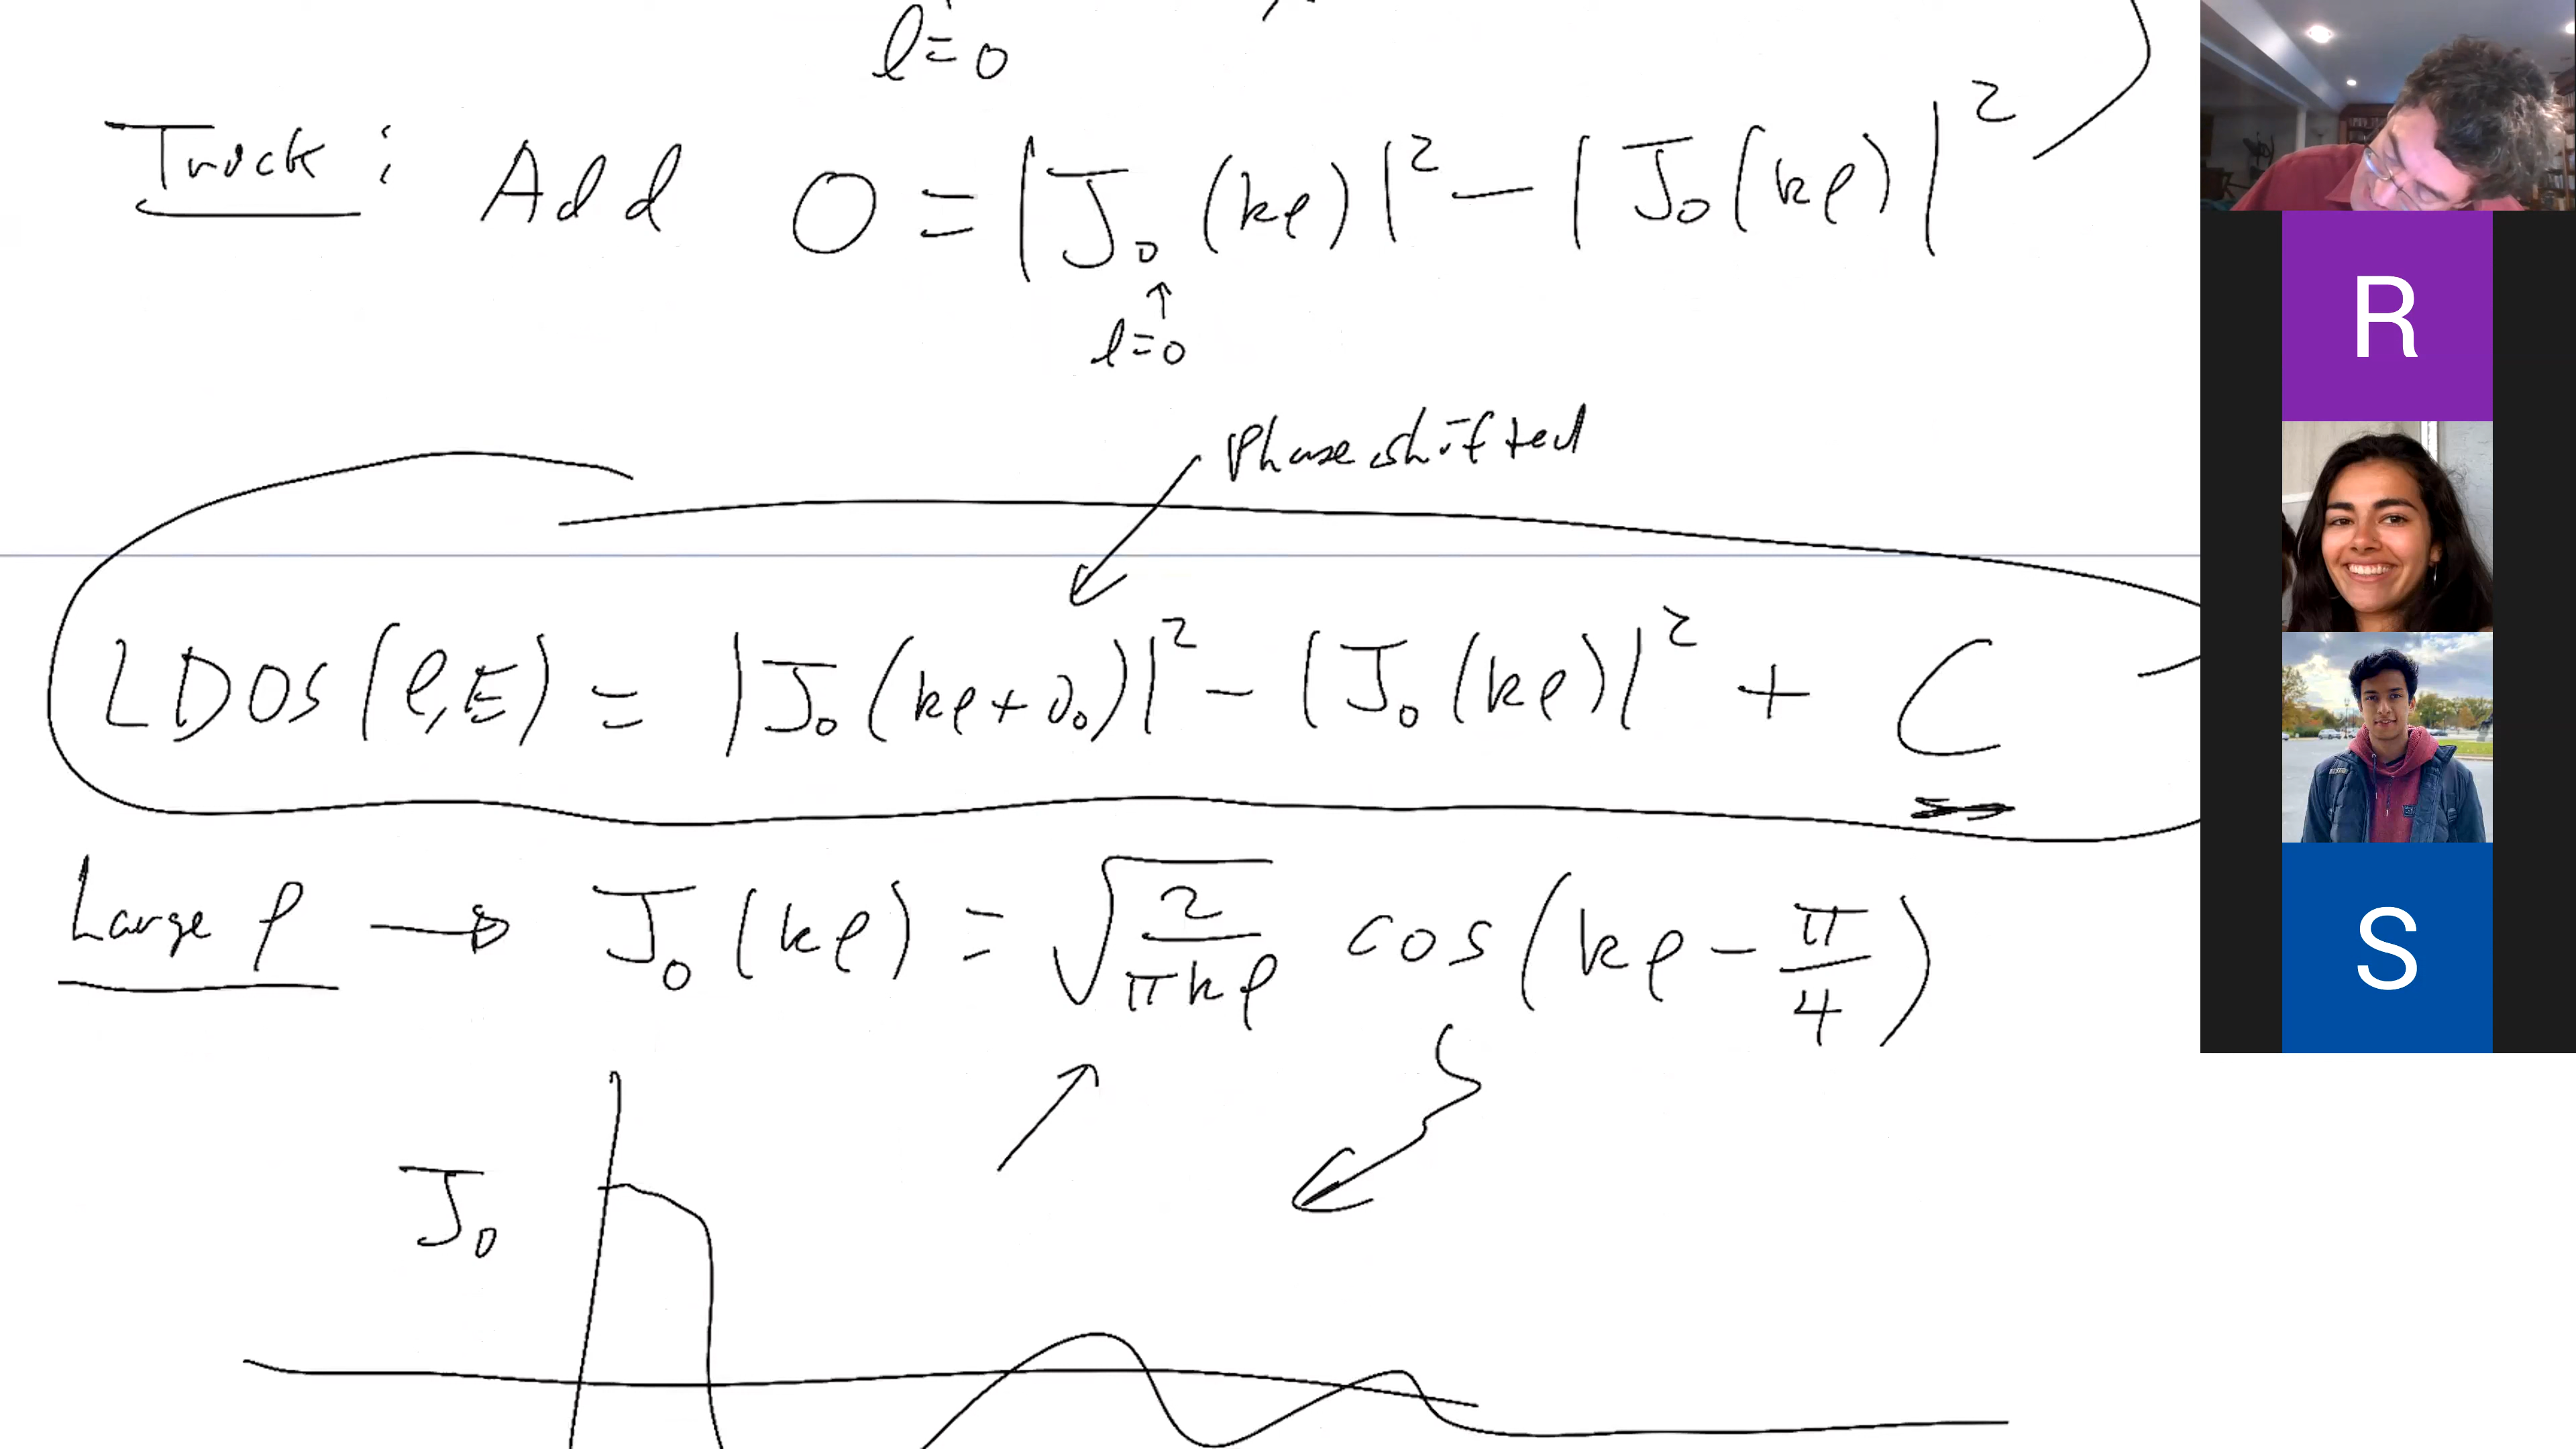 l=0
Trick: Add 0 = |J₀(kρ)|² − |J₀(kρ)|²
↑
l=0
Phase shifted
LDOS(ρ,E) = |J₀(kρ+δ₀)|² − |J₀(kρ)|² + C
Large ρ → J₀(kρ) = √(2/πkρ) cos(kρ − π/4)
J₀
R
S